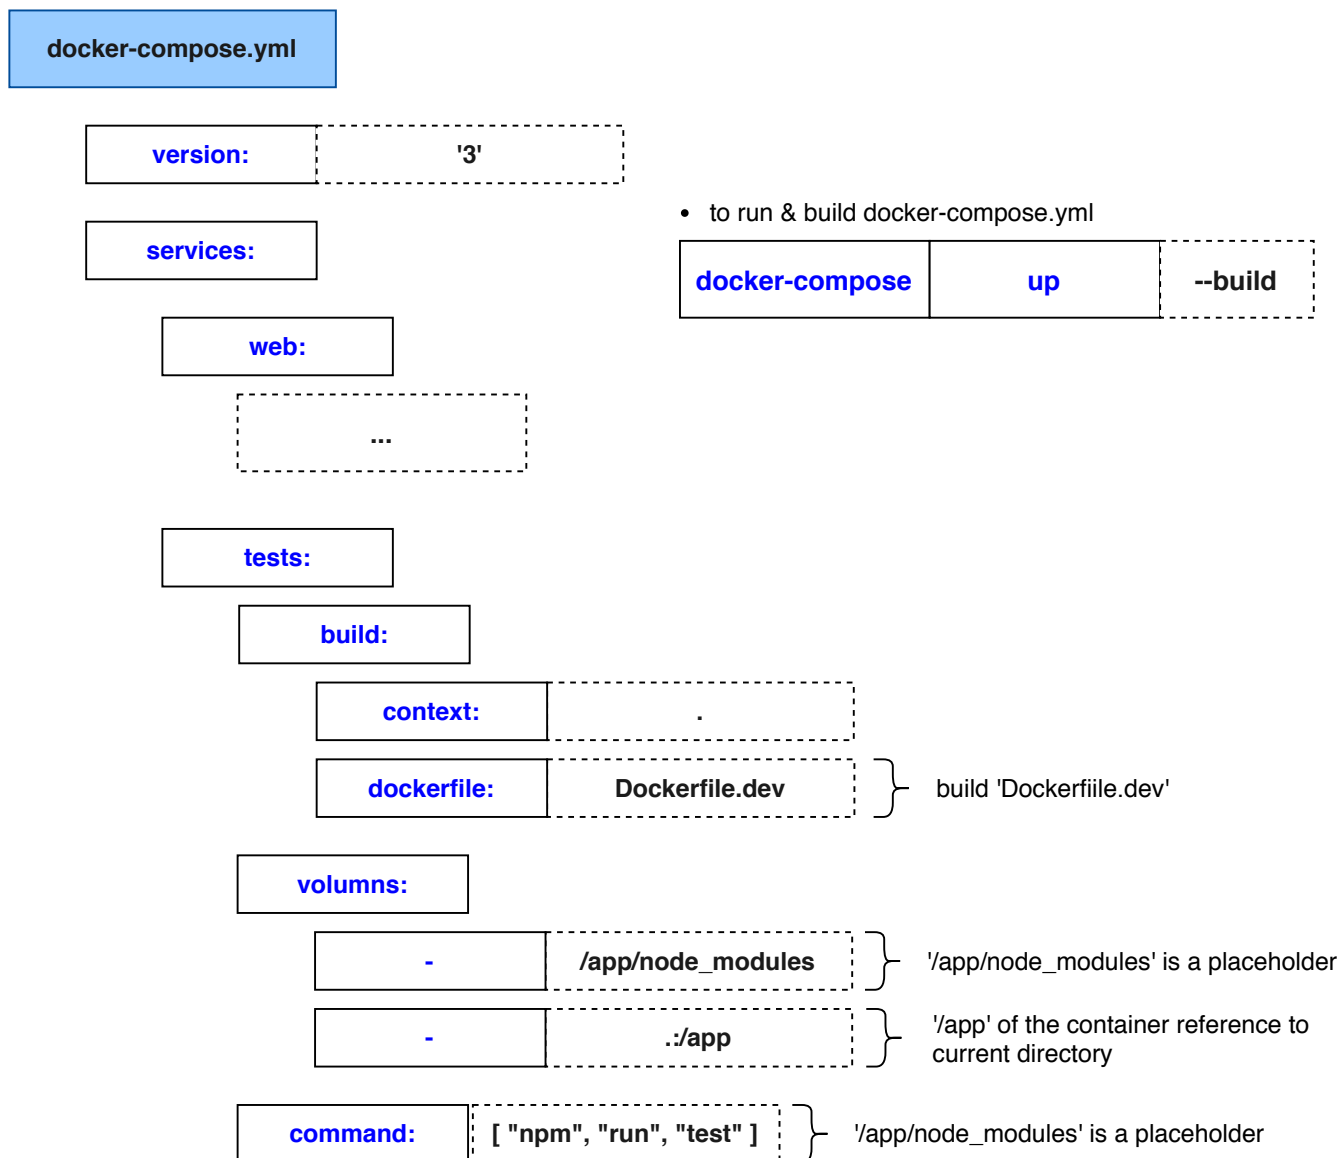 docker-compose.yml
version: '3'
• to run & build docker-compose.yml
services:
docker-compose up --build
web:
...
tests:
build:
context: .
dockerfile: Dockerfile.dev build 'Dockerfiile.dev'
volumns:
- /app/node_modules '/app/node_modules' is a placeholder
- .:/app '/app' of the container reference to
current directory
command: [ "npm", "run", "test" ] '/app/node_modules' is a placeholder